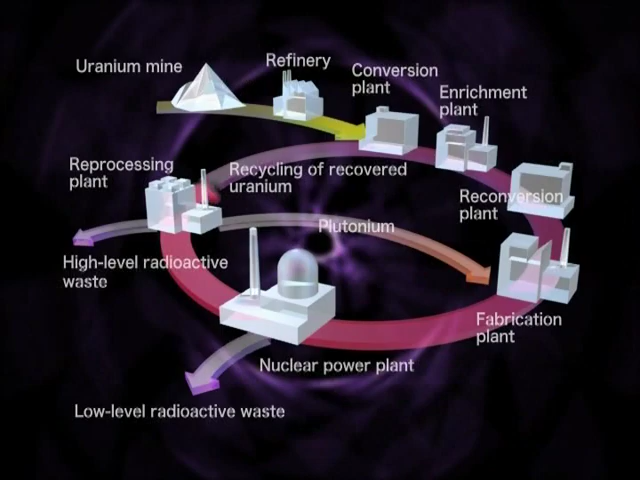 Uranium mine
Refinery
Conversion
plant
Enrichment
plant
Reprocessing
plant
Recycling of recovered
uranium
Reconversion
plant
Plutonium
High-level radioactive
waste
Fabrication
plant
Nuclear power plant
Low-level radioactive waste